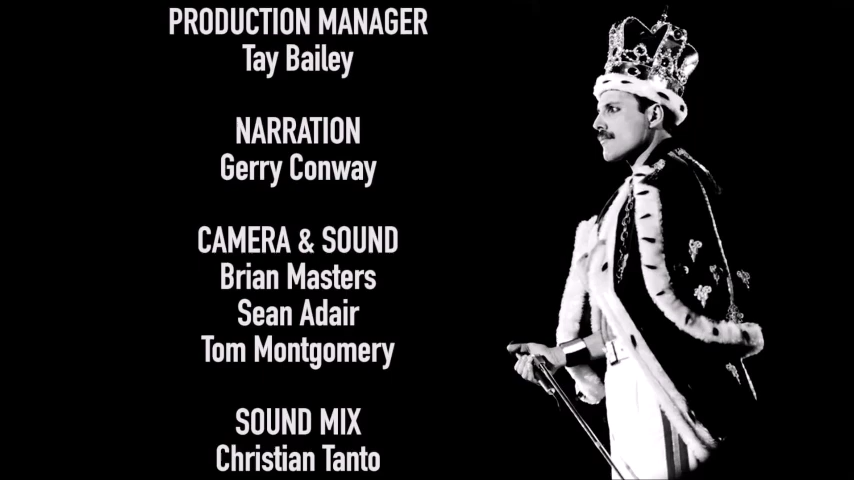 PRODUCTION MANAGER
Tay Bailey
NARRATION
Gerry Conway
CAMERA & SOUND
Brian Masters
Sean Adair
Tom Montgomery
SOUND MIX
Christian Tanto